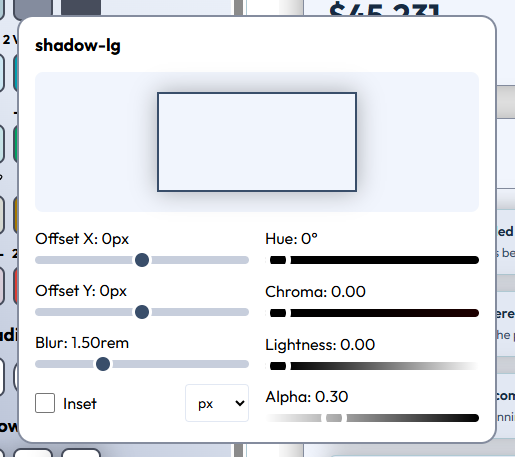 $45,231
2
shadow-lg
Offset X: 0px
Hue: 0°
Offset Y: 0px
Chroma: 0.00
Blur: 1.50rem
Lightness: 0.00
Alpha: 0.30
Inset
px